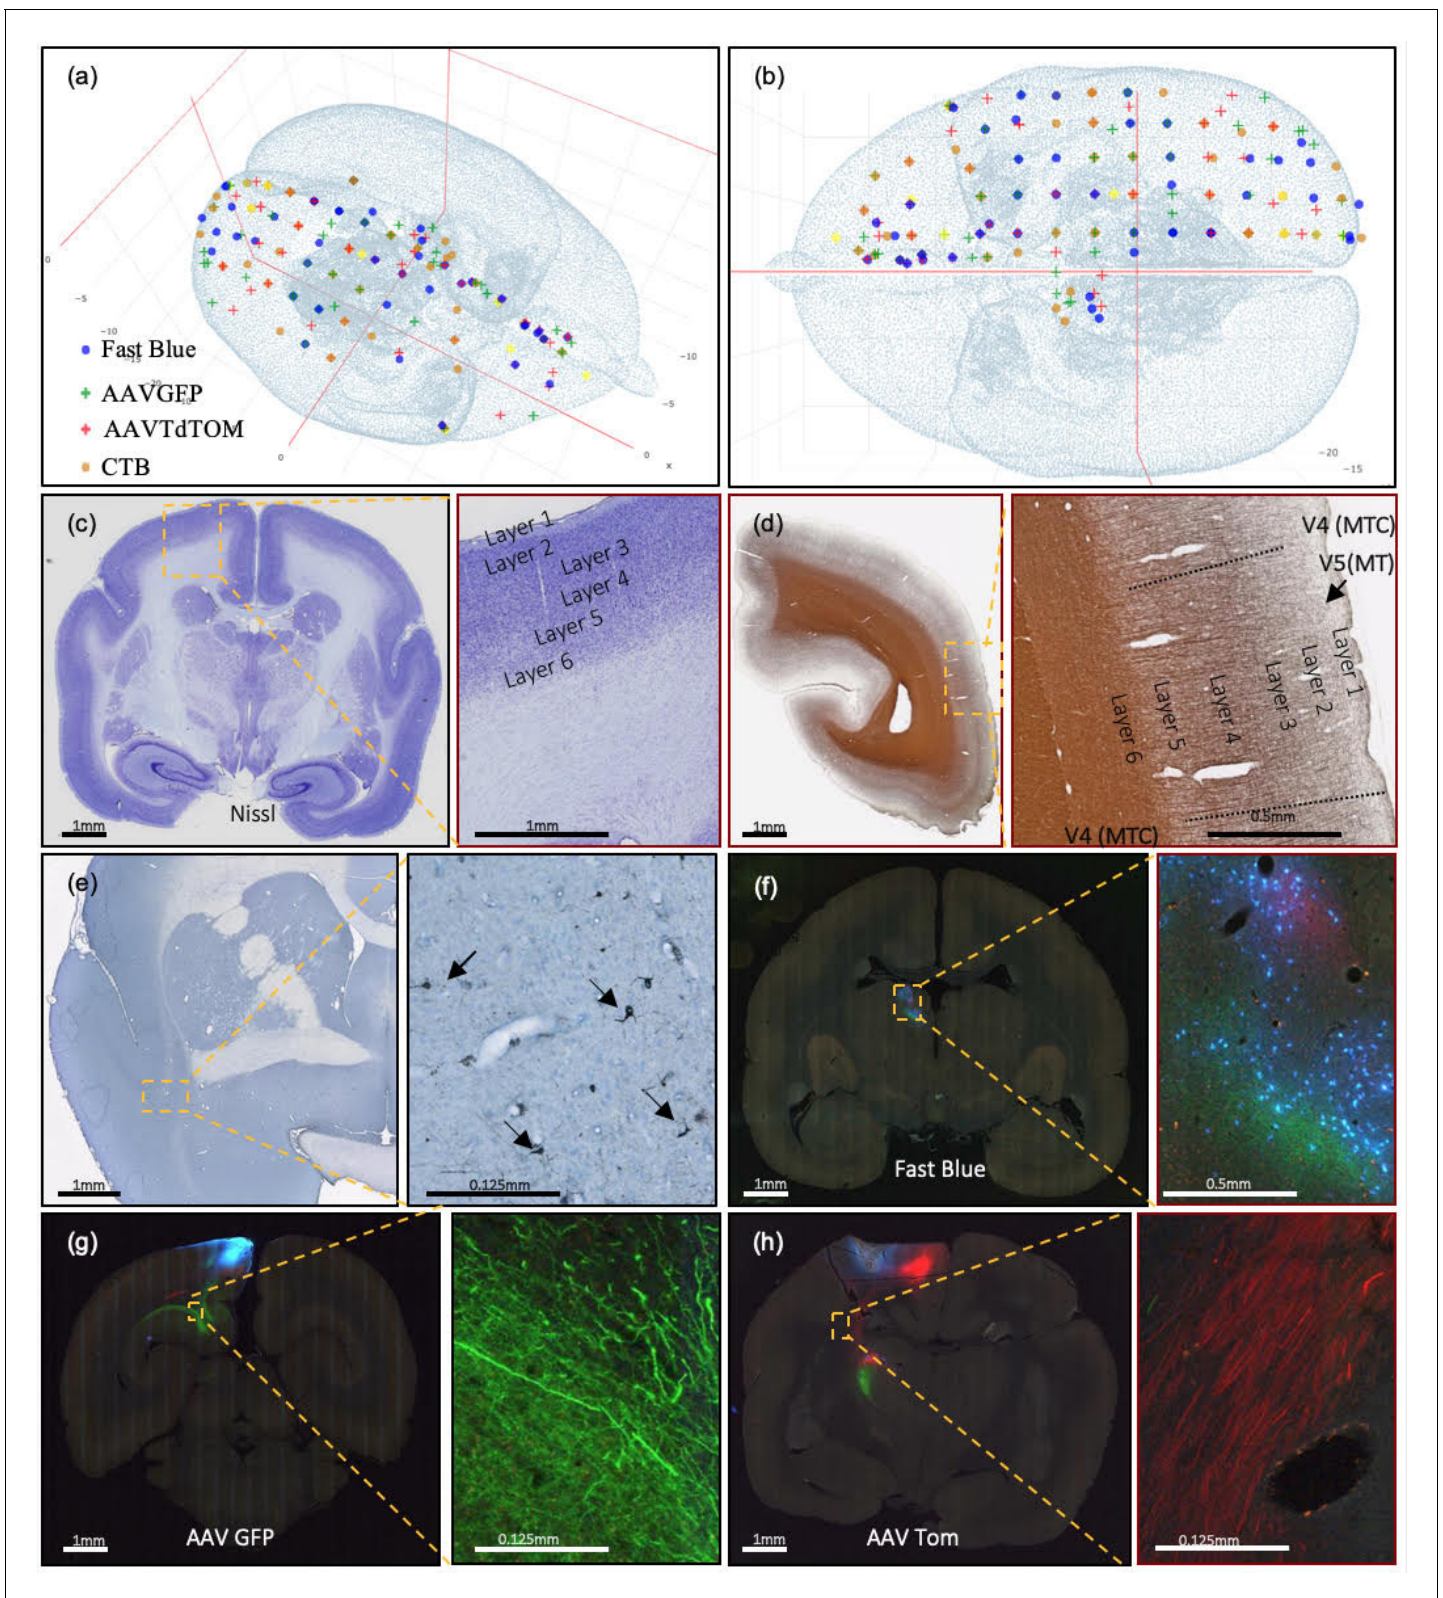 (a)
0
-5
-10
-15
-20
-10
0
0
x
-5
-10
Fast Blue
AAVGFP
AAVTdTOM
CTB
(b)
-20
-15
(c)
Nissl
1mm
Layer 1
Layer 2
Layer 3
Layer 4
Layer 5
Layer 6
1mm
(d)
1mm
V4 (MTC)
V5(MT)
Layer 1
Layer 2
Layer 3
Layer 4
Layer 5
Layer 6
V4 (MTC)
0.5mm
(e)
1mm
0.125mm
(f)
Fast Blue
1mm
0.5mm
(g)
AAV GFP
1mm
0.125mm
(h)
AAV Tom
1mm
0.125mm